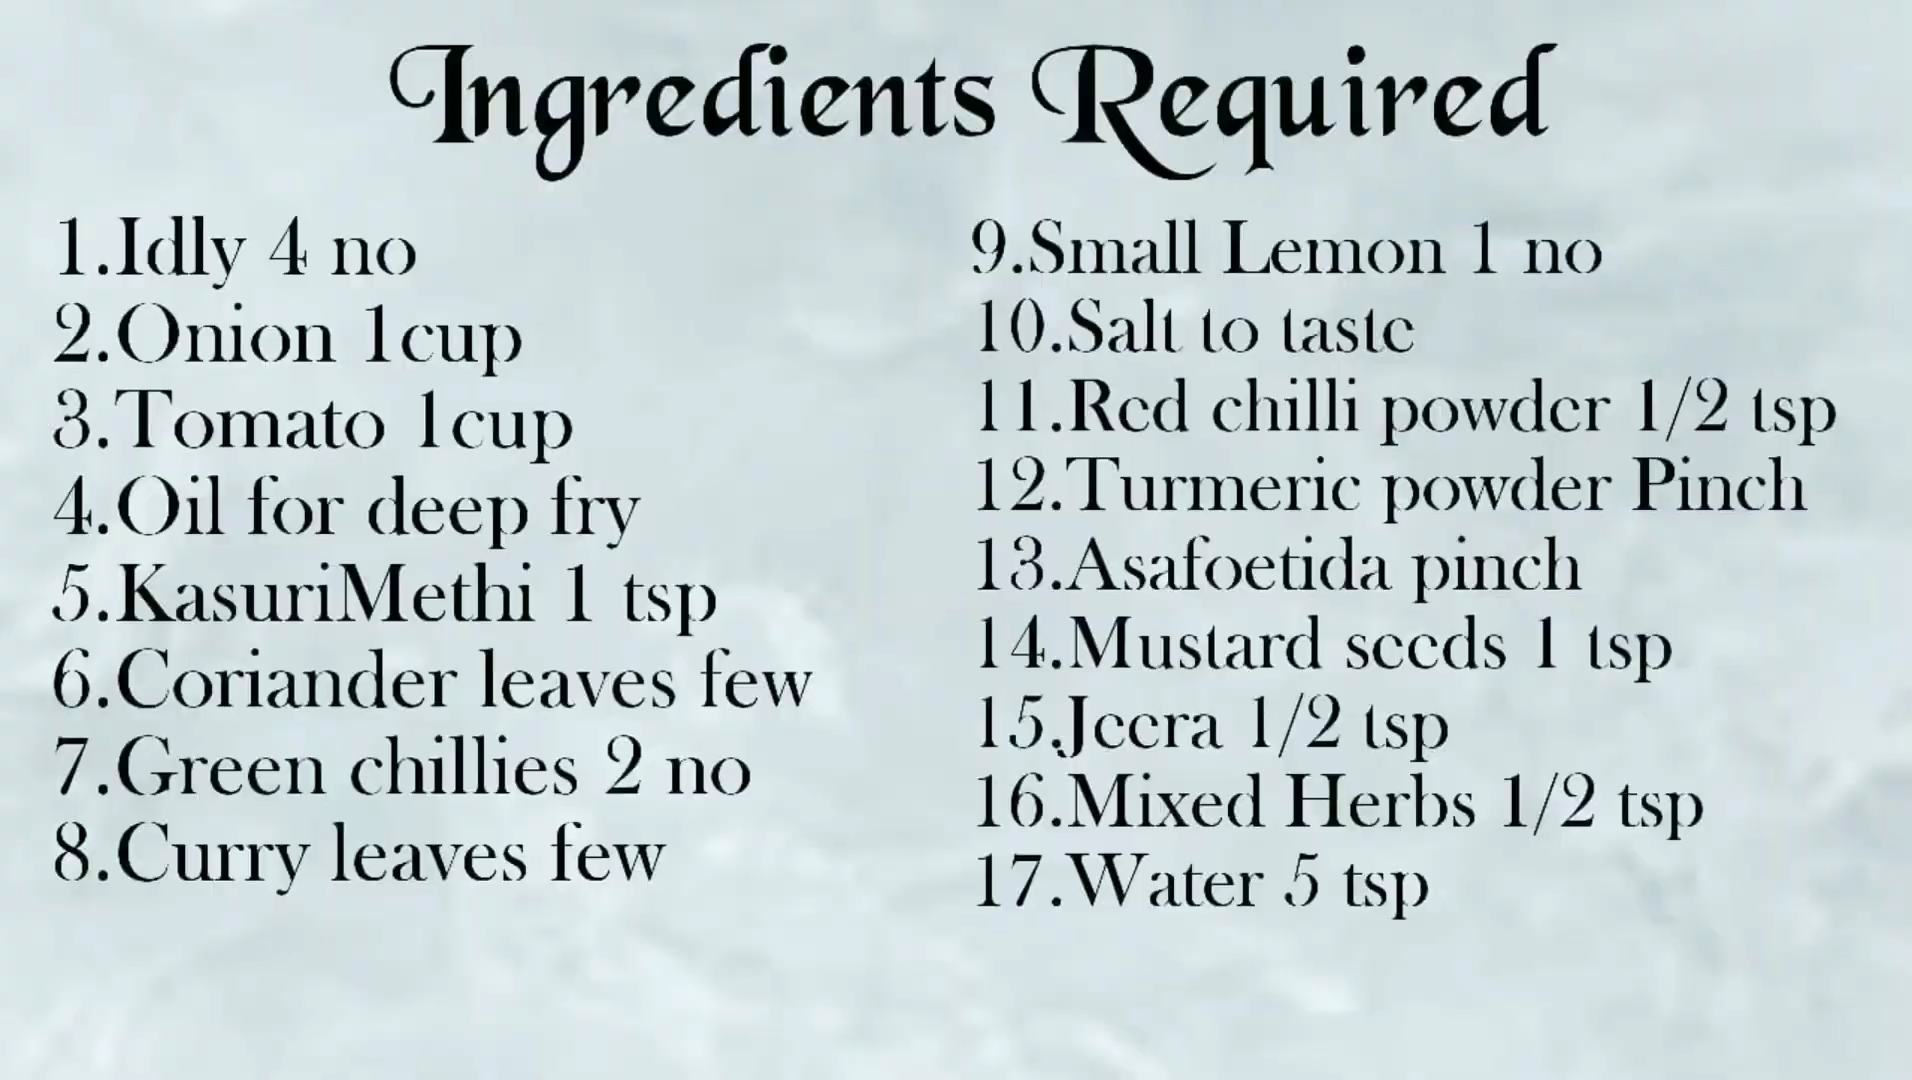 Ingredients Required
1.Idly 4 no
2.Onion 1cup
3.Tomato 1cup
4.Oil for deep fry
5.KasuriMethi 1 tsp
6.Coriander leaves few
7.Green chillies 2 no
8.Curry leaves few
9.Small Lemon 1 no
10.Salt to taste
11.Red chilli powder 1/2 tsp
12.Turmeric powder Pinch
13.Asafoetida pinch
14.Mustard seeds 1 tsp
15.Jeera 1/2 tsp
16.Mixed Herbs 1/2 tsp
17.Water 5 tsp